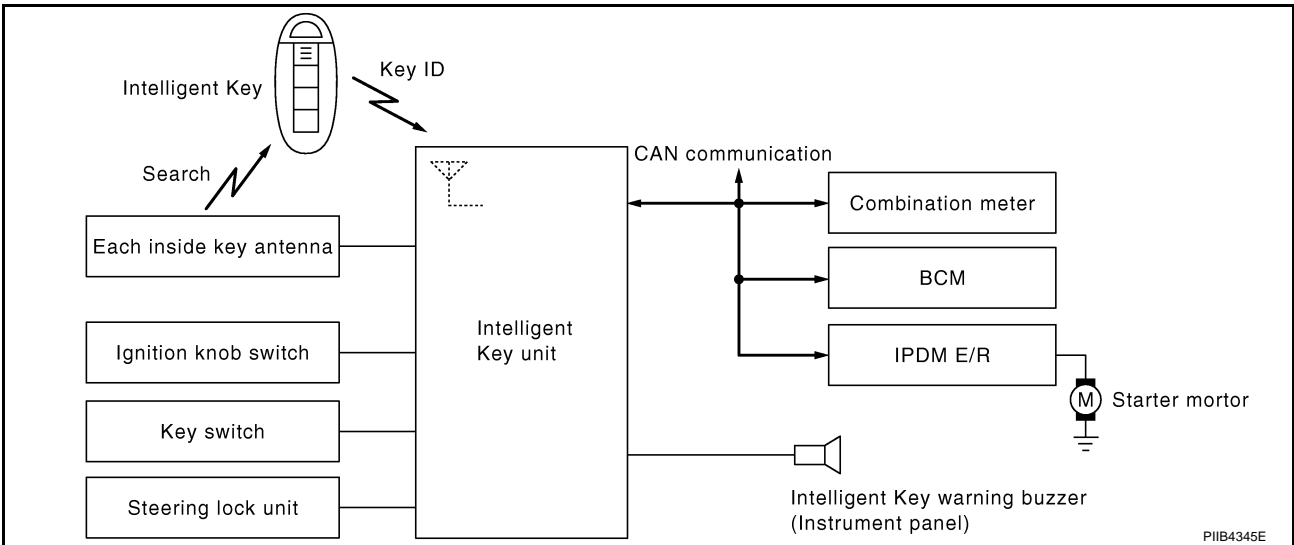 Intelligent Key
Key ID
Search
CAN communication
Each inside key antenna
Ignition knob switch
Key switch
Steering lock unit
Intelligent
Key unit
Combination meter
BCM
IPDM E/R
M
Starter mortor
Intelligent Key warning buzzer
(Instrument panel)
PIIB4345E